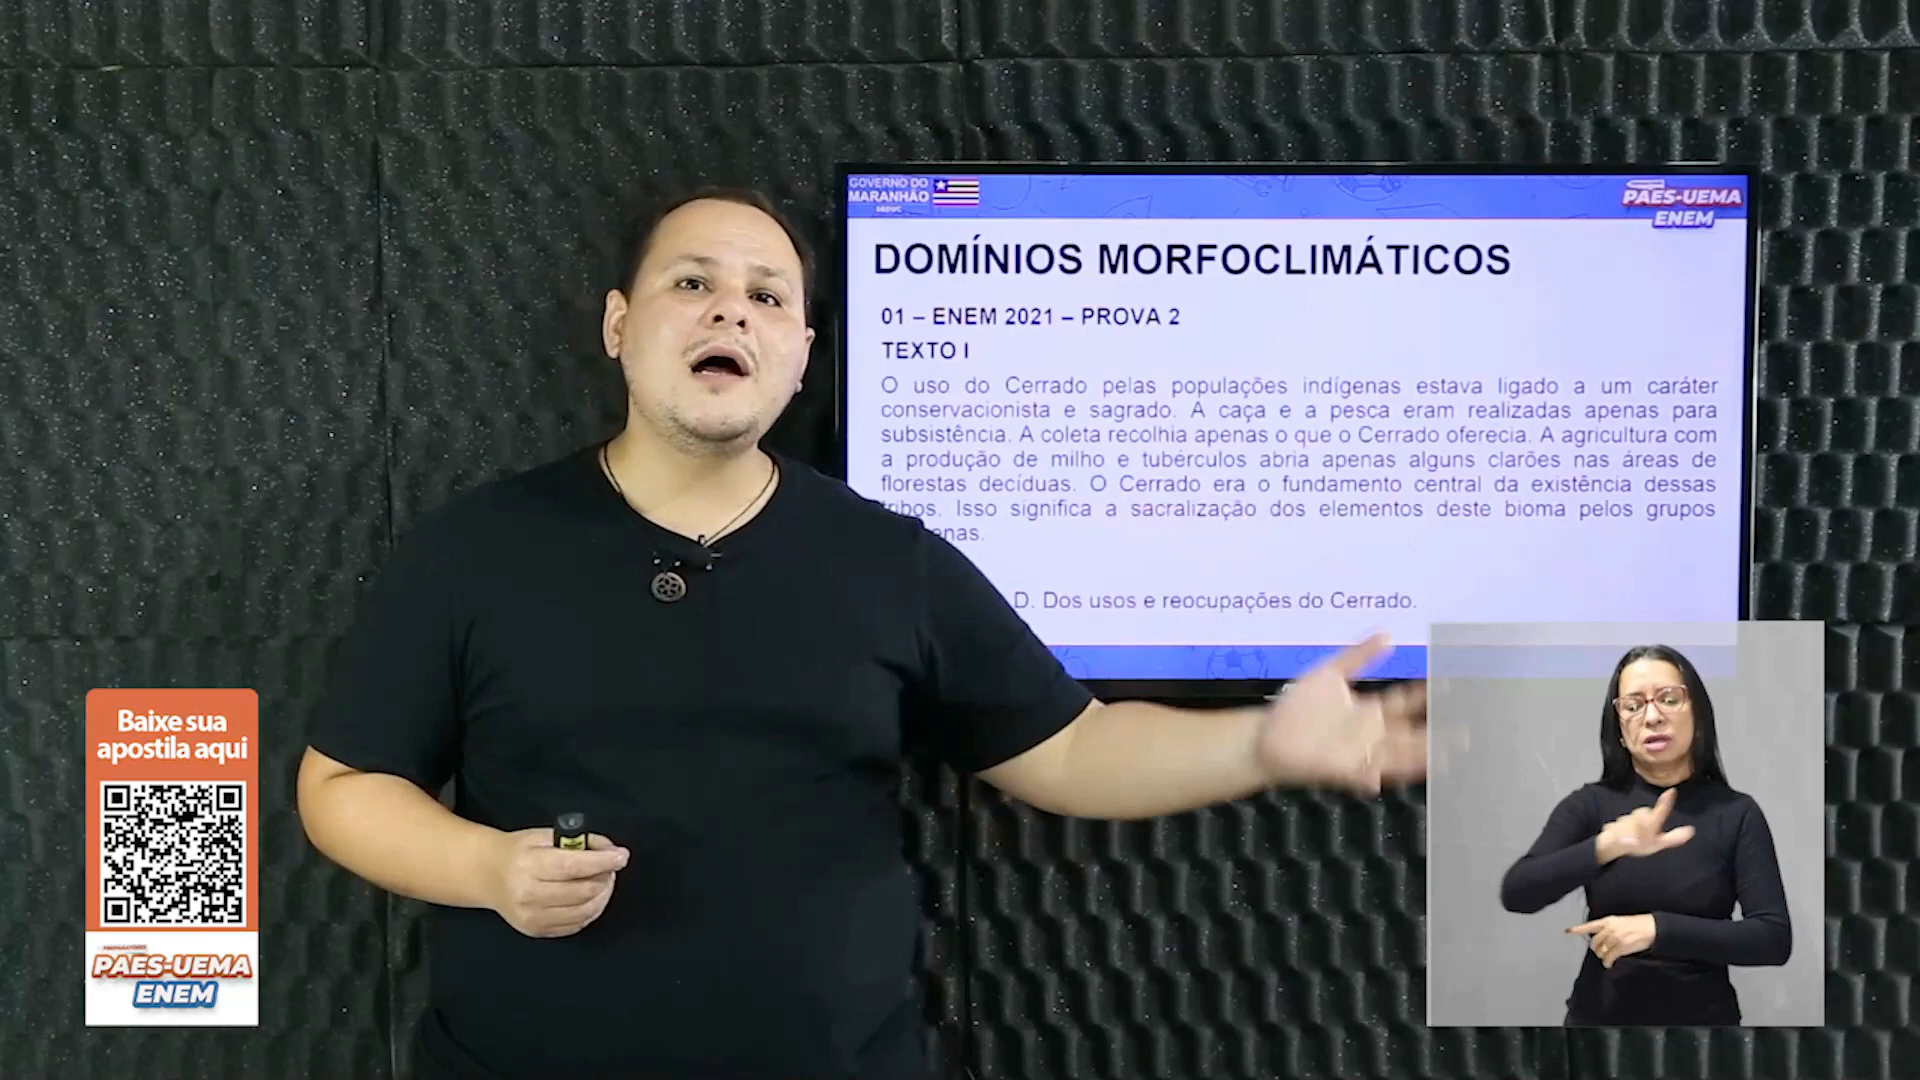 GOVERNO DO
MARANHÃO
SEDUC
PAES-UEMA
ENEM
DOMÍNIOS MORFOCLIMÁTICOS
01 – ENEM 2021 – PROVA 2
TEXTO I
O uso do Cerrado pelas populações indígenas estava ligado a um caráter
conservacionista e sagrado. A caça e a pesca eram realizadas apenas para
subsistência. A coleta recolhia apenas o que o Cerrado oferecia. A agricultura com
a produção de milho e tubérculos abria apenas alguns clarões nas áreas de
florestas decíduas. O Cerrado era o fundamento central da existência dessas
tribos. Isso significa a sacralização dos elementos deste bioma pelos grupos
enas.
D. Dos usos e reocupações do Cerrado.
Baixe sua
apostila aqui
PREPARATÓRIO
PAES-UEMA
ENEM